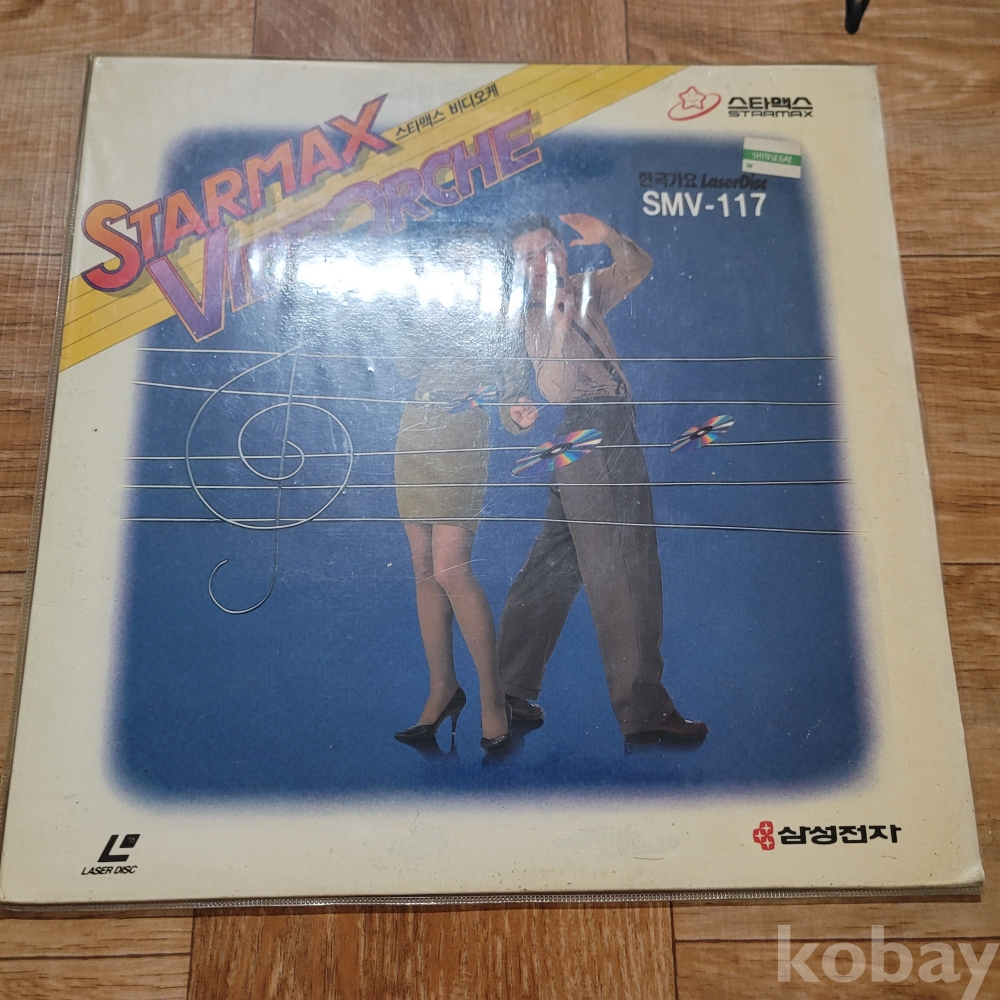 STARMAX
스타맥스 비디오케
스타맥스
STARMAX
SHINSEGAE
W
한국가요 LaserDisc
SMV-117
LASER DISC
삼성전자
kobay